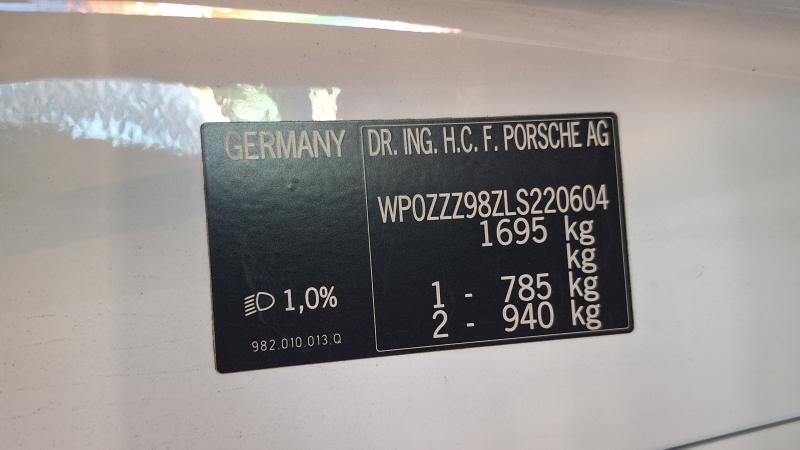 GERMANY
DR. ING. H.C. F. PORSCHE AG
WP0ZZZ98ZLS220604
1695 kg
kg
1 - 785 kg
2 - 940 kg
1,0%
982.010.013.Q